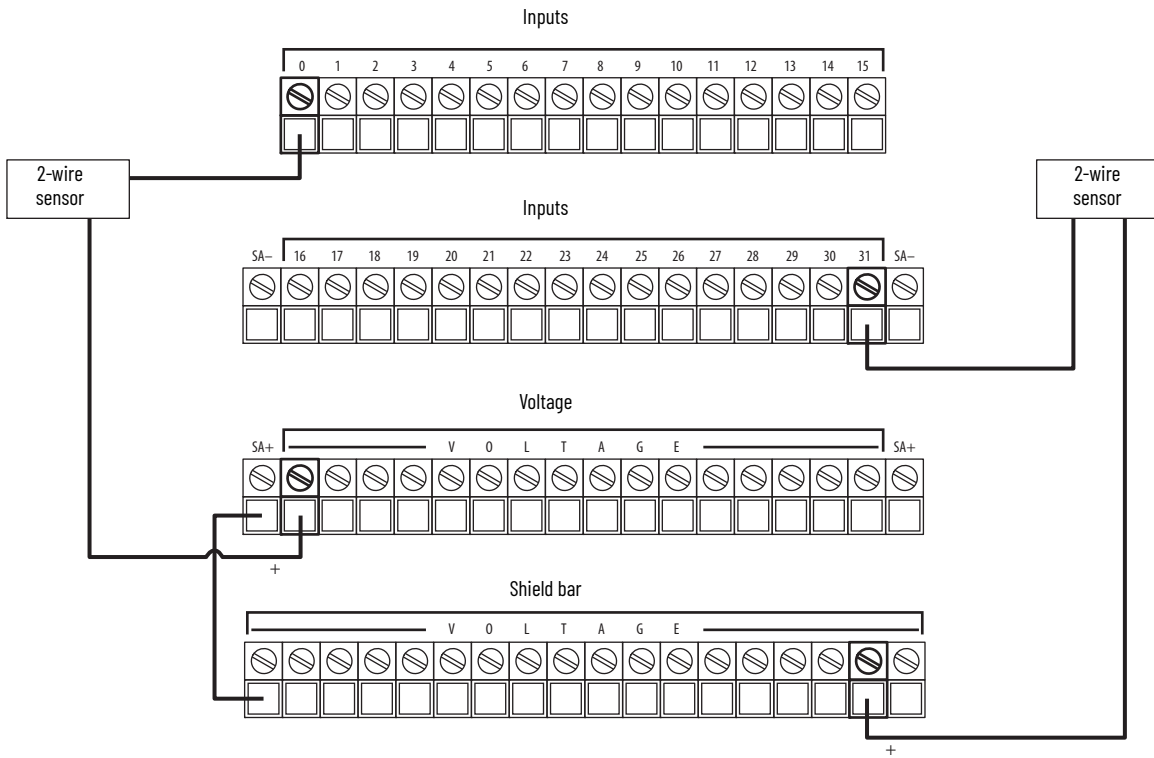 Inputs
0 1 2 3 4 5 6 7 8 9 10 11 12 13 14 15
2-wire
sensor
2-wire
sensor
Inputs
SA– 16 17 18 19 20 21 22 23 24 25 26 27 28 29 30 31 SA–
Voltage
SA+ V O L T A G E SA+
+
Shield bar
V O L T A G E
+